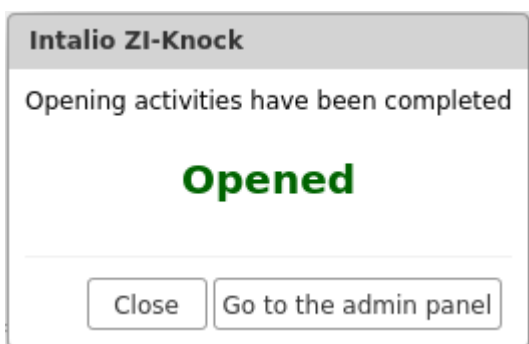 Intalio ZI-Knock
Opening activities have been completed
Opened
Close
Go to the admin panel